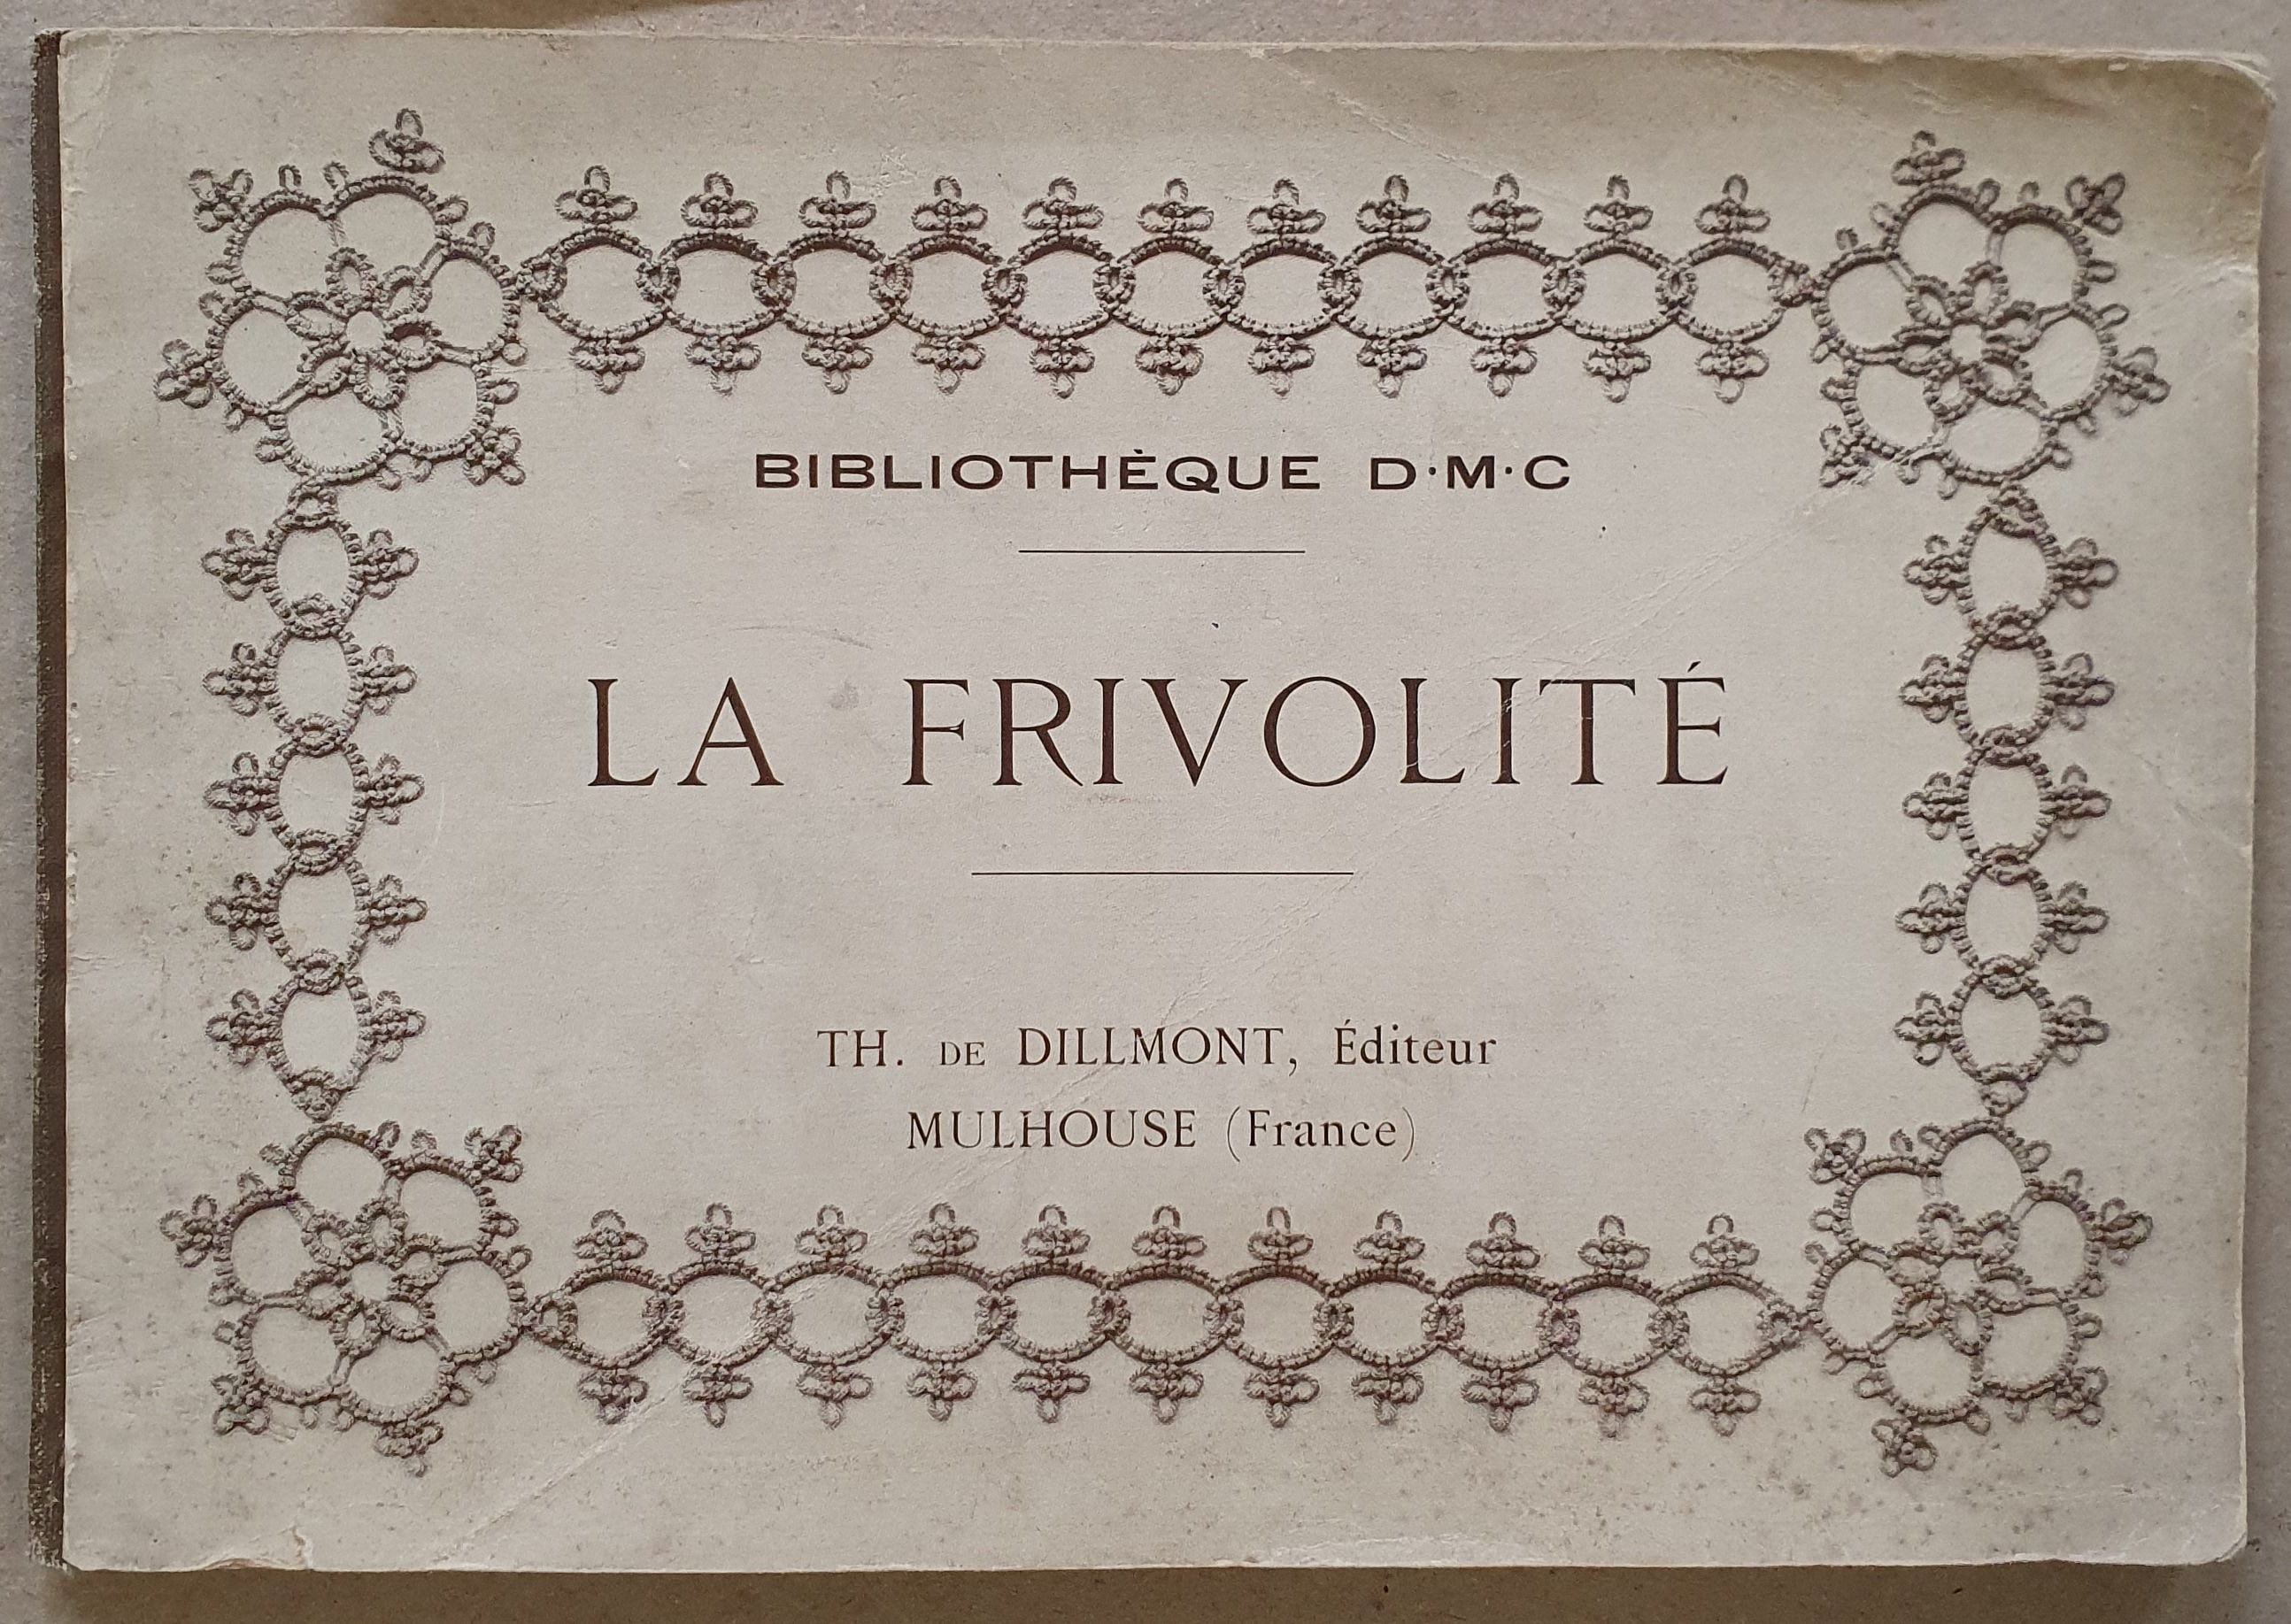 BIBLIOTHÈQUE D·M·C
LA FRIVOLITÉ
TH. DE DILLMONT, Éditeur
MULHOUSE (France)